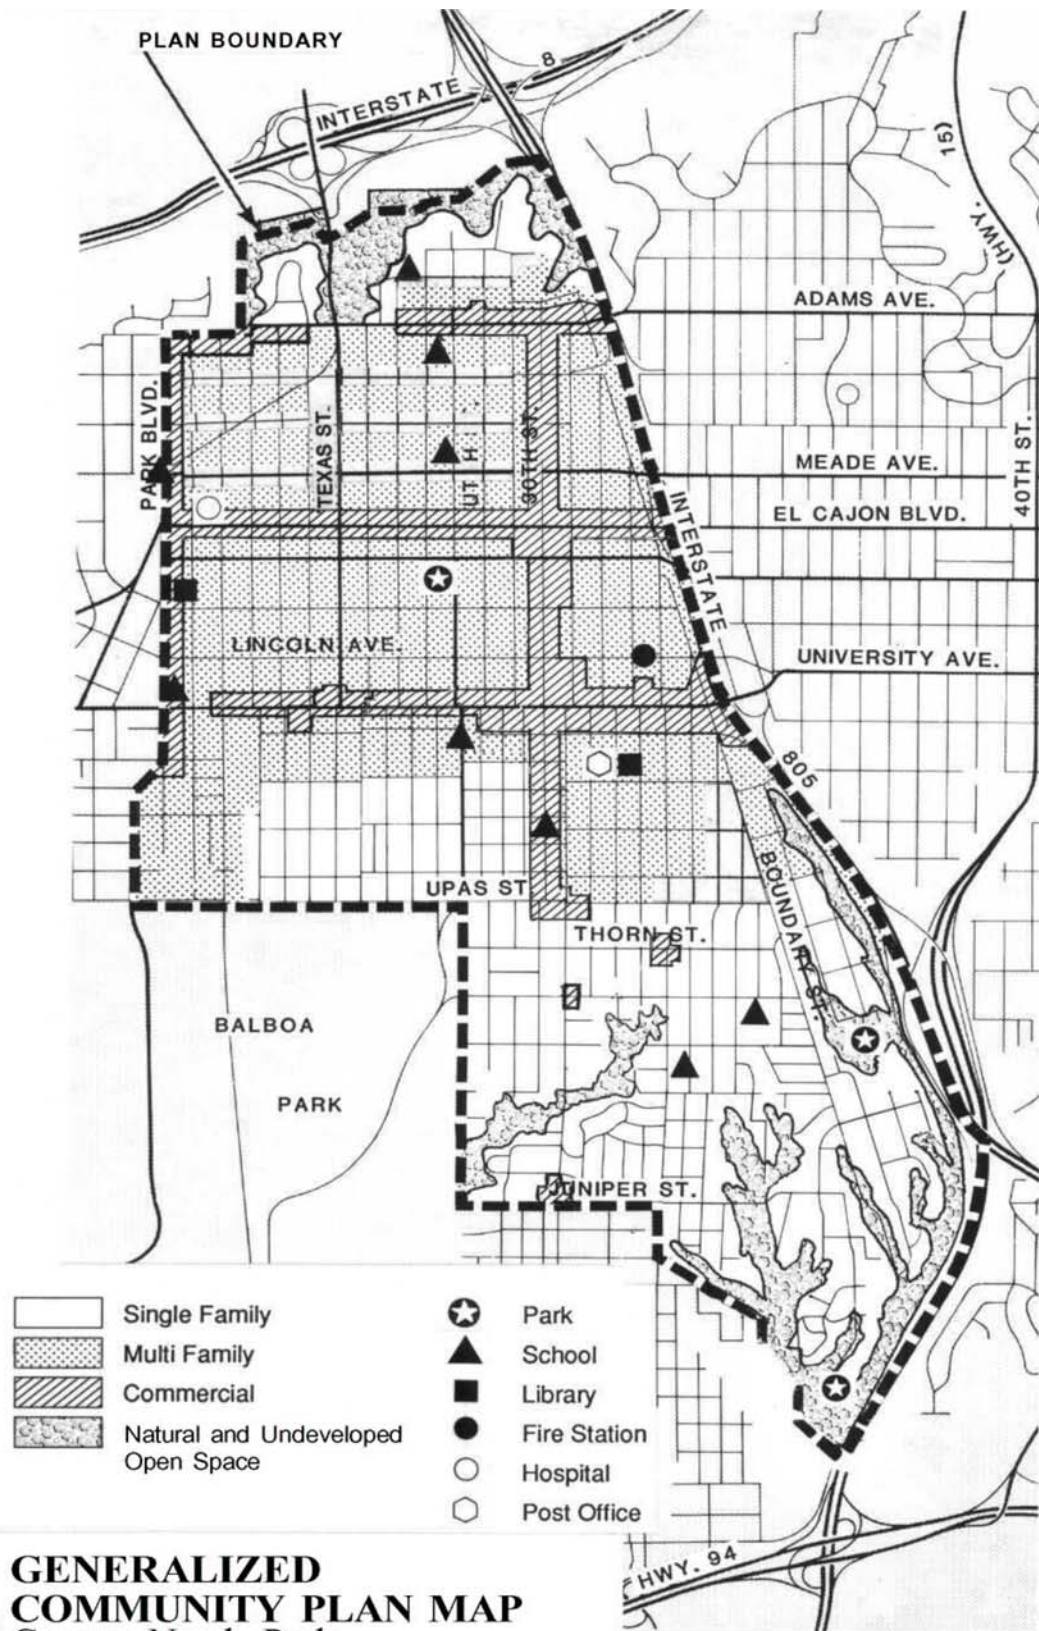 PLAN BOUNDARY
INTERSTATE 8
(HWY. 15)
ADAMS AVE.
PARK BLVD.
TEXAS ST.
UT H
30TH ST.
MEADE AVE.
40TH ST.
EL CAJON BLVD.
INTERSTATE
LINCOLN AVE.
UNIVERSITY AVE.
805
UPAS ST
BOUNDARY ST.
THORN ST.
BALBOA
PARK
JUNIPER ST.
Single Family
Multi Family
Commercial
Natural and Undeveloped
Open Space
Park
School
Library
Fire Station
Hospital
Post Office
HWY. 94
GENERALIZED
COMMUNITY PLAN MAP